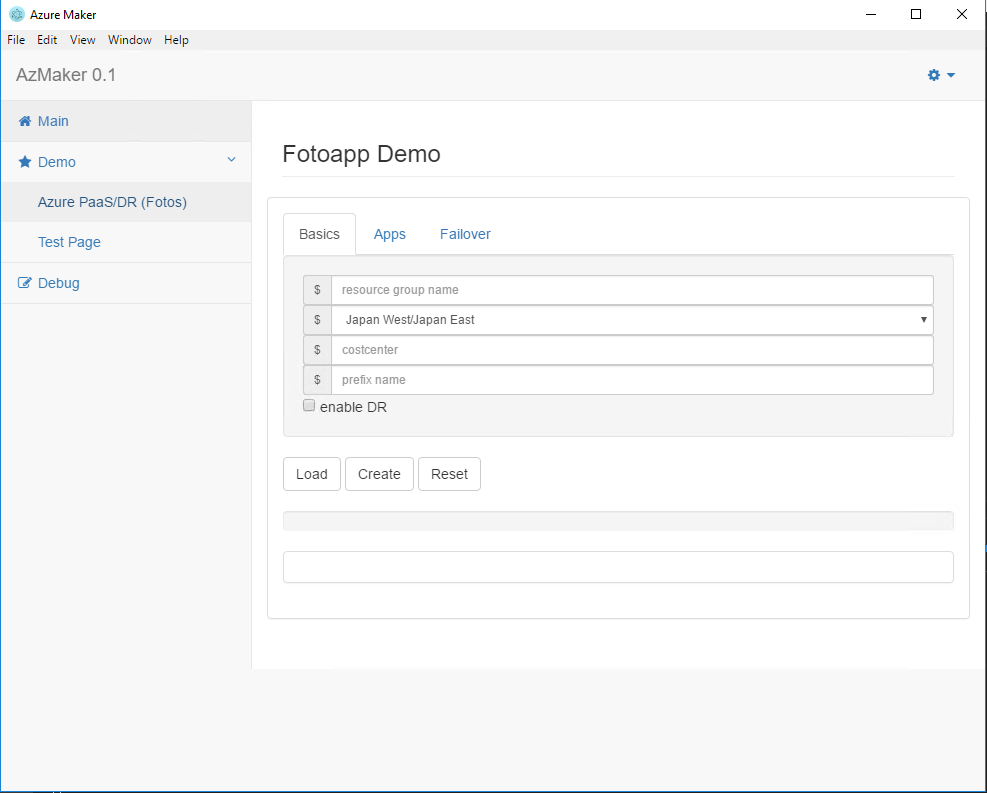 Azure Maker
File Edit View Window Help
AzMaker 0.1
Main
Demo
Azure PaaS/DR (Fotos)
Test Page
Debug
Fotoapp Demo
Basics Apps Failover
$ resource group name
$ Japan West/Japan East
$ costcenter
$ prefix name
enable DR
Load Create Reset